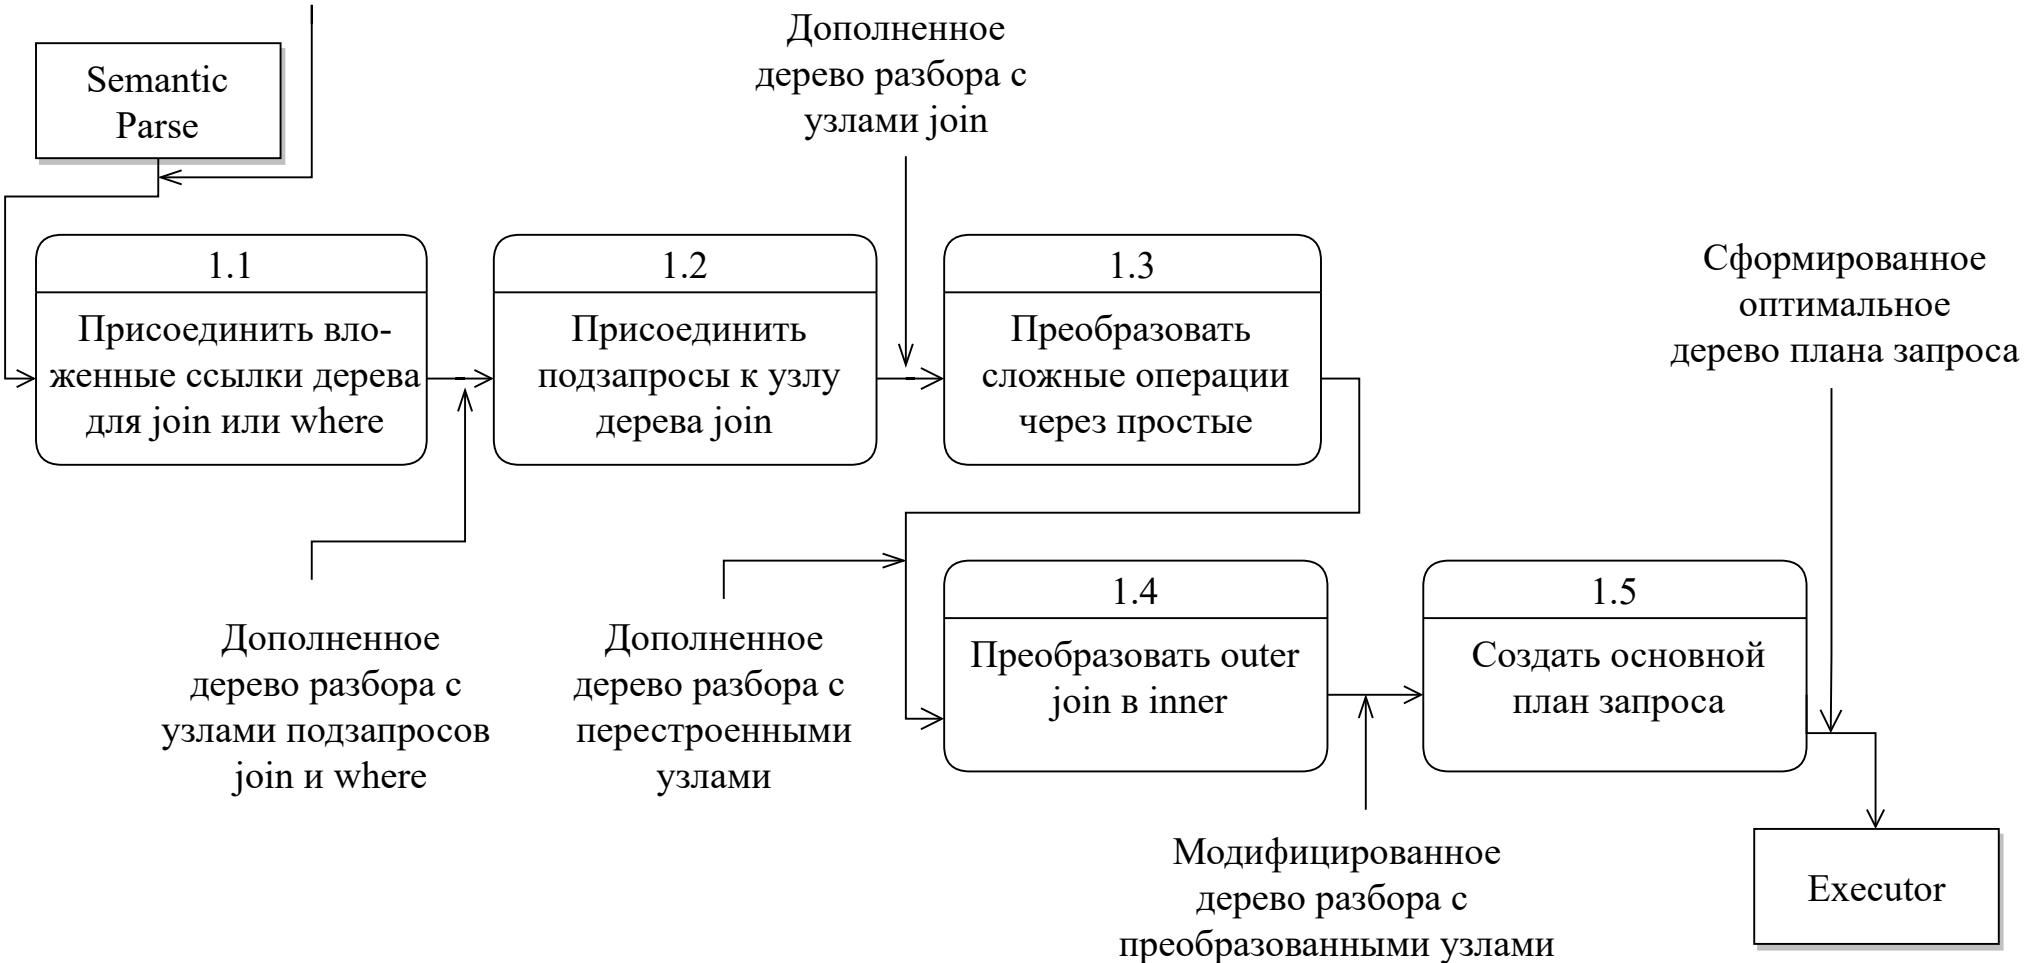 Semantic
Parse
Дополненное
дерево разбора с
узлами join
1.1
Присоединить вло-
женные ссылки дерева
для join или where
1.2
Присоединить
подзапросы к узлу
дерева join
1.3
Преобразовать
сложные операции
через простые
Сформированное
оптимальное
дерево плана запроса
Дополненное
дерево разбора с
узлами подзапросов
join и where
Дополненное
дерево разбора с
перестроенными
узлами
1.4
Преобразовать outer
join в inner
1.5
Создать основной
план запроса
Модифицированное
дерево разбора с
преобразованными узлами
Executor